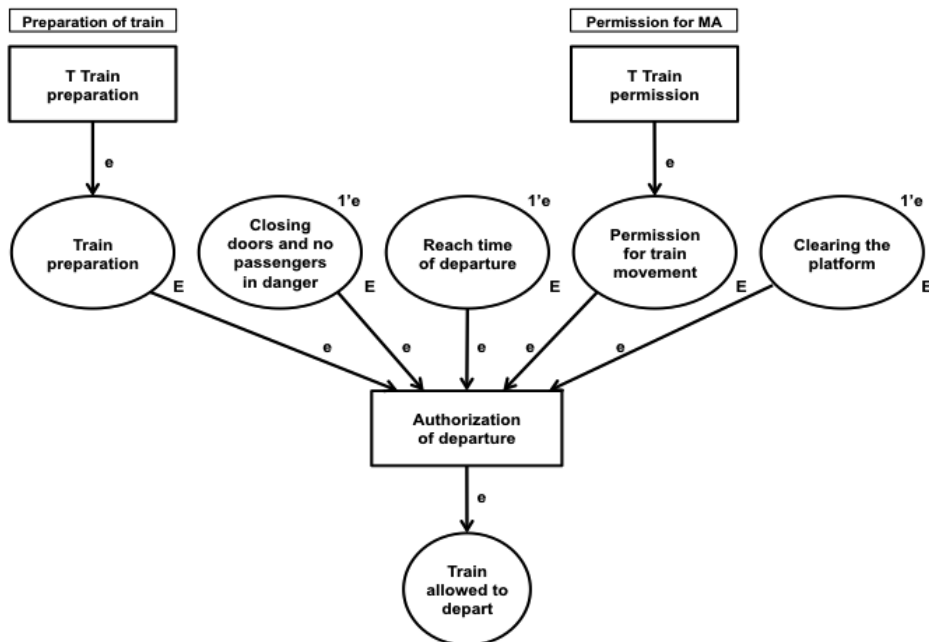 Preparation of train
Permission for MA
T Train
preparation
T Train
permission
e
e
Train
preparation
E
1'e
Closing
doors and no
passengers
in danger
E
1'e
Reach time
of departure
E
Permission
for train
movement
E
1'e
Clearing the
platform
E
e
e
e
e
e
Authorization
of departure
e
Train
allowed to
depart